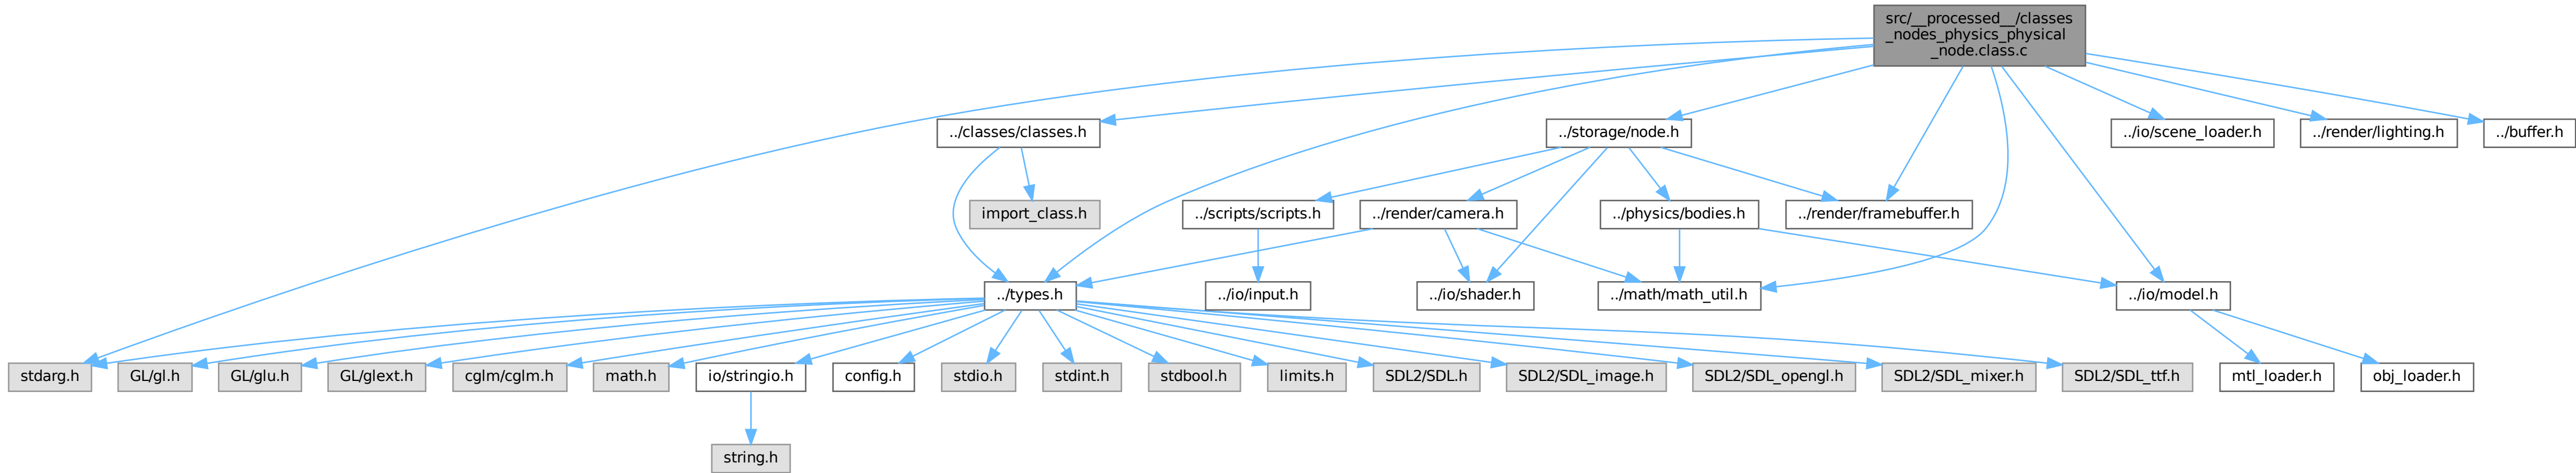 src/__processed__/classes
_nodes_physics_physical
_node.class.c
../classes/classes.h
../storage/node.h
../io/scene_loader.h
../render/lighting.h
../buffer.h
import_class.h
../scripts/scripts.h
../render/camera.h
../physics/bodies.h
../render/framebuffer.h
../types.h
../io/input.h
../io/shader.h
../math/math_util.h
../io/model.h
stdarg.h
GL/gl.h
GL/glu.h
GL/glext.h
cglm/cglm.h
math.h
io/stringio.h
config.h
stdio.h
stdint.h
stdbool.h
limits.h
SDL2/SDL.h
SDL2/SDL_image.h
SDL2/SDL_opengl.h
SDL2/SDL_mixer.h
SDL2/SDL_ttf.h
mtl_loader.h
obj_loader.h
string.h